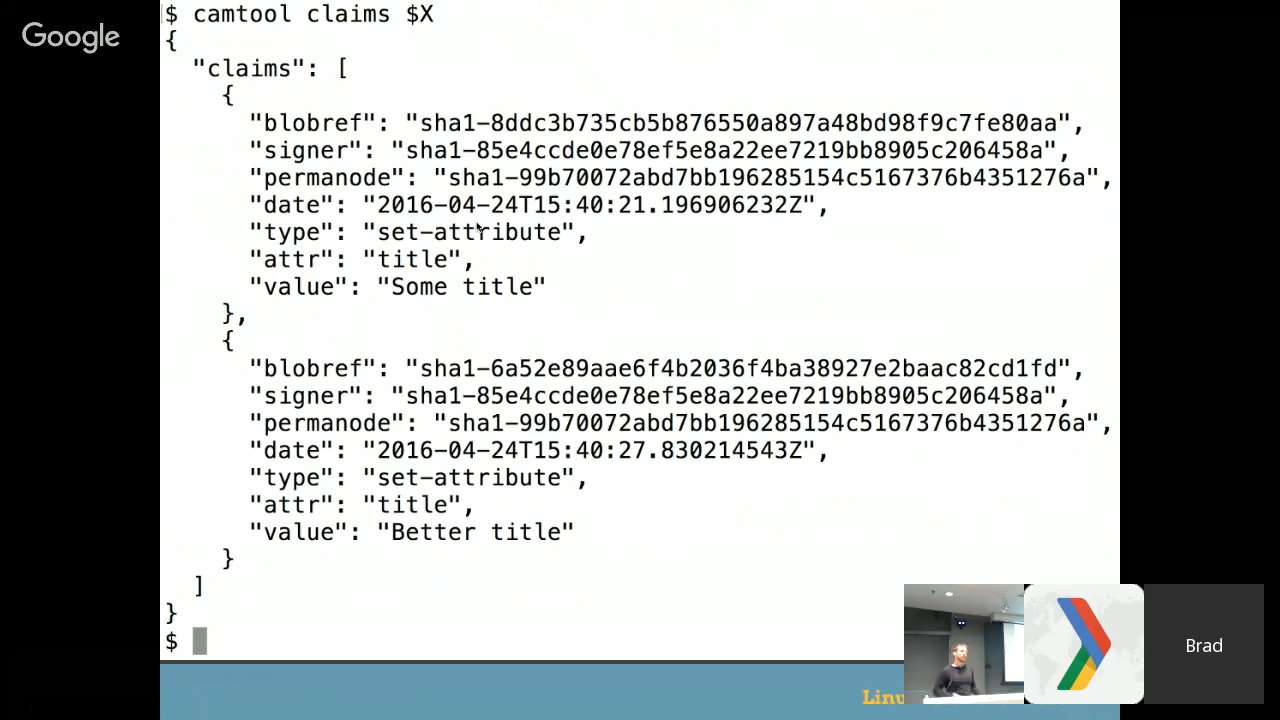 Google
$ camtool claims $X
{
"claims": [
{
"blobref": "sha1-8ddc3b735cb5b876550a897a48bd98f9c7fe80aa",
"signer": "sha1-85e4ccde0e78ef5e8a22ee7219bb8905c206458a",
"permanode": "sha1-99b70072abd7bb196285154c5167376b4351276a",
"date": "2016-04-24T15:40:21.196906232Z",
"type": "set-attribute",
"attr": "title",
"value": "Some title"
},
{
"blobref": "sha1-6a52e89aae6f4b2036f4ba38927e2baac82cd1fd",
"signer": "sha1-85e4ccde0e78ef5e8a22ee7219bb8905c206458a",
"permanode": "sha1-99b70072abd7bb196285154c5167376b4351276a",
"date": "2016-04-24T15:40:27.830214543Z",
"type": "set-attribute",
"attr": "title",
"value": "Better title"
}
]
}
$
Brad